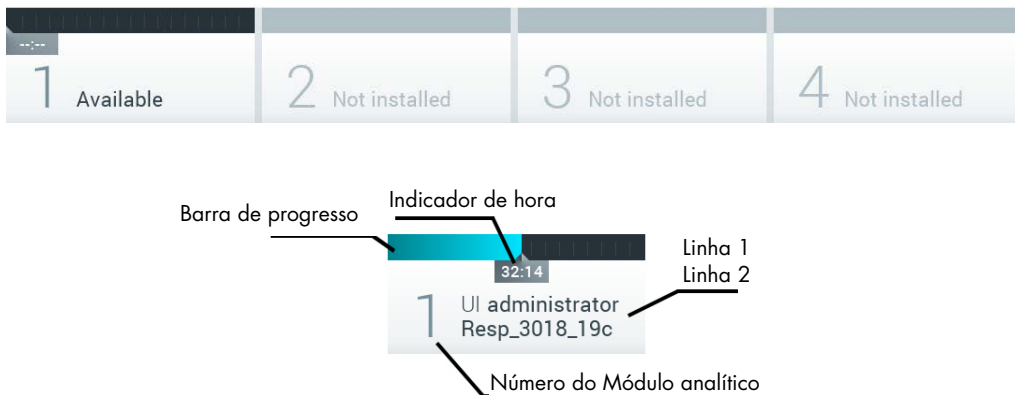 --:--
1 Available
2 Not installed
3 Not installed
4 Not installed
Indicador de hora
Barra de progresso
Linha 1
Linha 2
32:14
1 UI administrator
Resp_3018_19c
Número do Módulo analítico